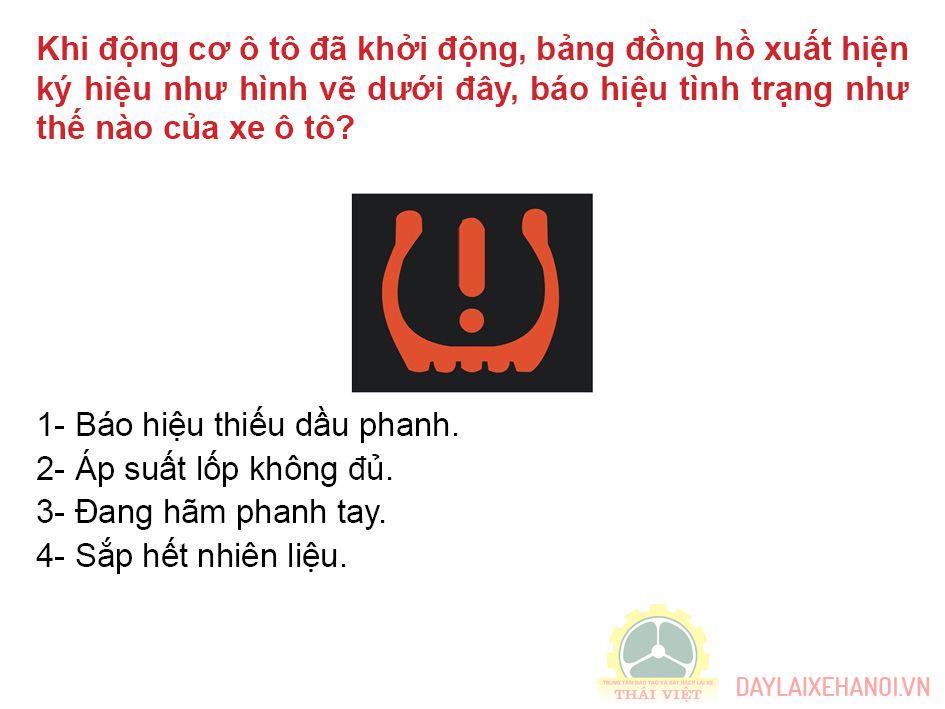 Khi động cơ ô tô đã khởi động, bảng đồng hồ xuất hiện
ký hiệu như hình vẽ dưới đây, báo hiệu tình trạng như
thế nào của xe ô tô?
1- Báo hiệu thiếu dầu phanh.
2- Áp suất lốp không đủ.
3- Đang hãm phanh tay.
4- Sắp hết nhiên liệu.
TRUNG TÂM ĐÀO TẠO VÀ SÁT HẠCH LÁI XE
THÁI VIỆT
DAYLAIXEHANOI.VN